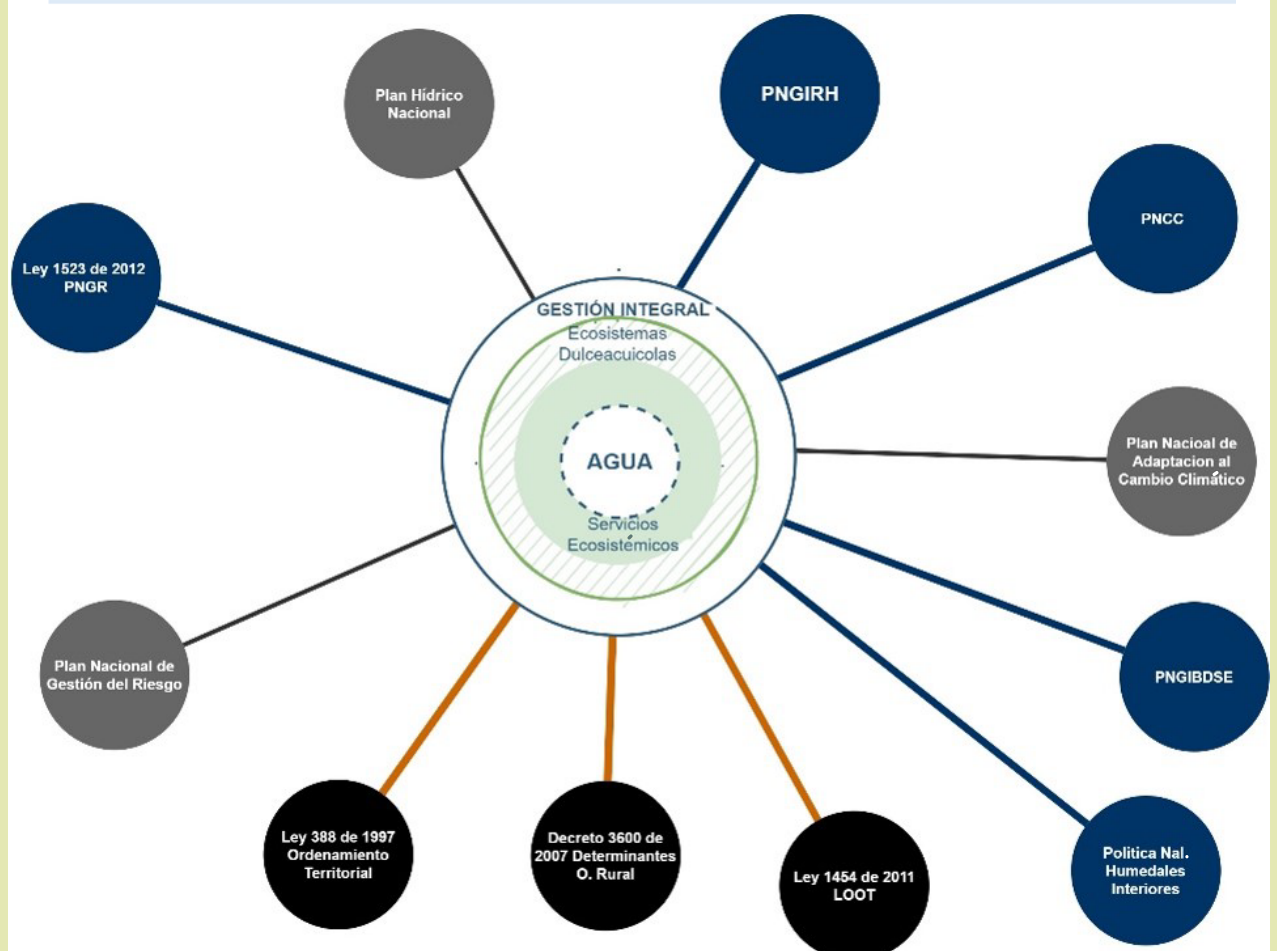 Plan Hídrico
Nacional
PNGIRH
PNCC
Ley 1523 de 2012
PNGR
GESTIÓN INTEGRAL
Ecosistemas
Dulceacuicolas
AGUA
Servicios
Ecosistémicos
Plan Nacioal de
Adaptacion al
Cambio Climático
PNGIBDSE
Plan Nacional de
Gestión del Riesgo
Ley 388 de 1997
Ordenamiento
Territorial
Decreto 3600 de
2007 Determinantes
O. Rural
Ley 1454 de 2011
LOOT
Politica Nal.
Humedales
Interiores